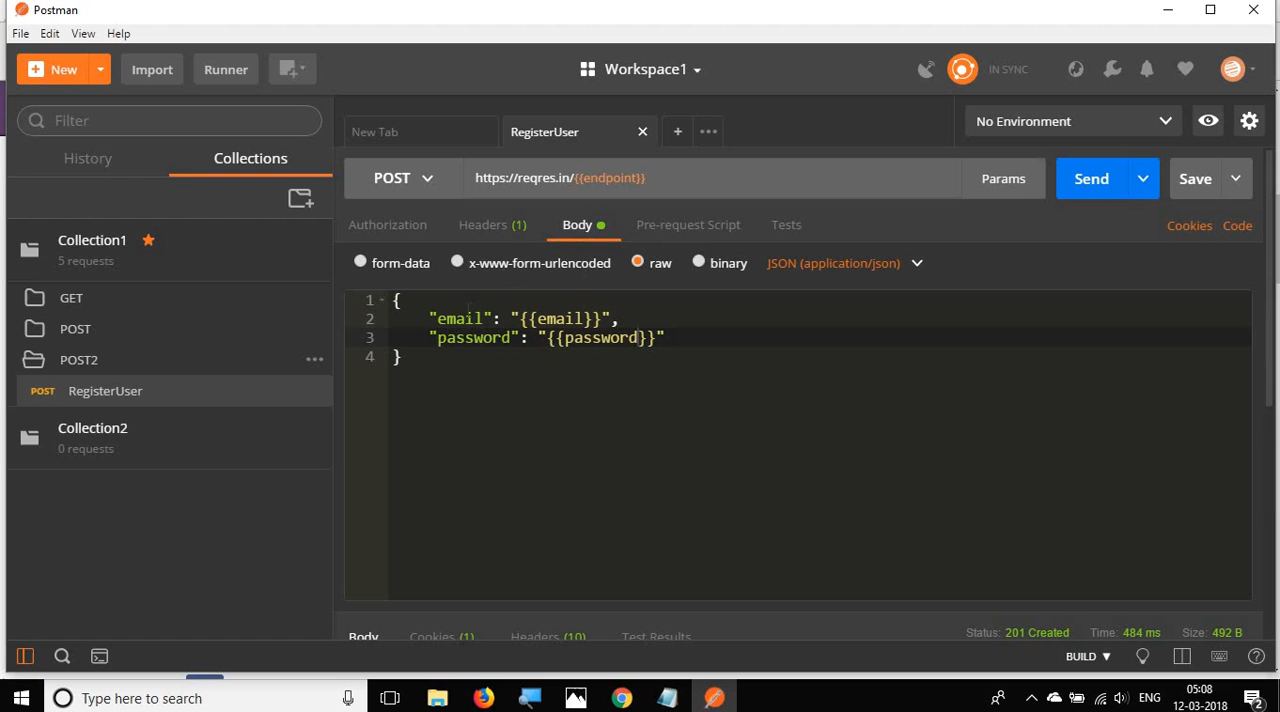 Postman
File Edit View Help
New Import Runner Workspace1 IN SYNC
Filter
History Collections
Collection1
5 requests
GET
POST
POST2
POST RegisterUser
Collection2
0 requests
New Tab RegisterUser No Environment
POST https://reqres.in/{{endpoint}} Params Send Save
Authorization Headers (1) Body Pre-request Script Tests Cookies Code
form-data x-www-form-urlencoded raw binary JSON (application/json)
1 {
2 "email": "{{email}}",
3 "password": "{{password}}"
4 }
Body Cookies (1) Headers (10) Test Results Status: 201 Created Time: 484 ms Size: 492 B
BUILD
Type here to search
ENG
05:08
12-03-2018
2